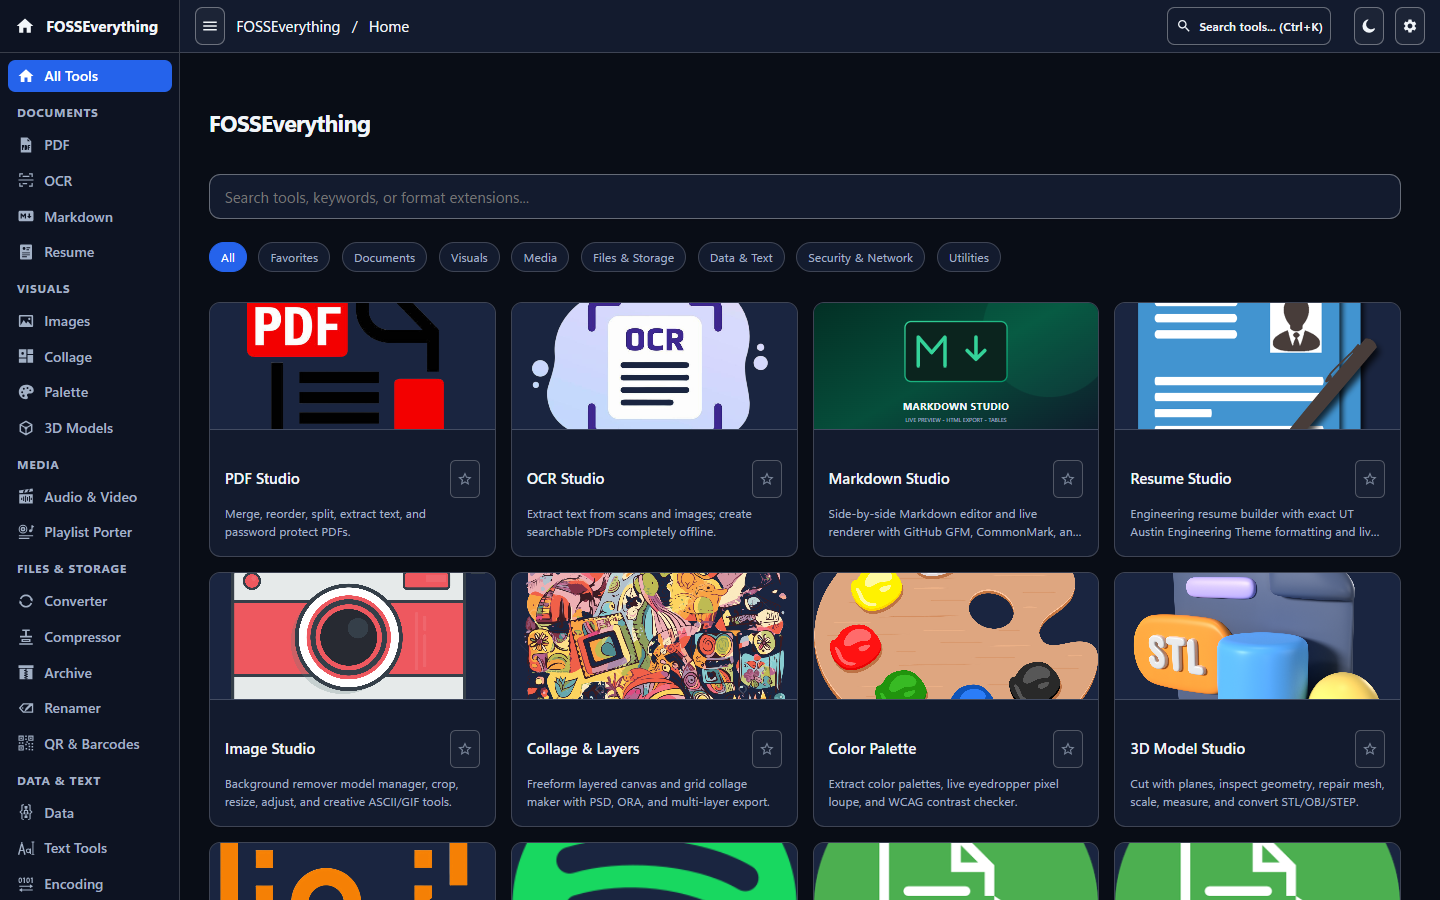 FOSSEverything
FOSSEverything / Home
Search tools... (Ctrl+K)
All Tools
DOCUMENTS
PDF
OCR
Markdown
Resume
VISUALS
Images
Collage
Palette
3D Models
MEDIA
Audio & Video
Playlist Porter
FILES & STORAGE
Converter
Compressor
Archive
Renamer
QR & Barcodes
DATA & TEXT
Data
Text Tools
Encoding
FOSSEverything
Search tools, keywords, or format extensions...
All
Favorites
Documents
Visuals
Media
Files & Storage
Data & Text
Security & Network
Utilities
PDF
PDF Studio
Merge, reorder, split, extract text, and
password protect PDFs.
OCR
OCR Studio
Extract text from scans and images; create
searchable PDFs completely offline.
M
MARKDOWN STUDIO
LIVE PREVIEW • HTML EXPORT • TABLES
Markdown Studio
Side-by-side Markdown editor and live
renderer with GitHub GFM, CommonMark, an...
Resume Studio
Engineering resume builder with exact UT
Austin Engineering Theme formatting and liv...
Image Studio
Background remover model manager, crop,
resize, adjust, and creative ASCII/GIF tools.
Collage & Layers
Freeform layered canvas and grid collage
maker with PSD, ORA, and multi-layer export.
Color Palette
Extract color palettes, live eyedropper pixel
loupe, and WCAG contrast checker.
STL
3D Model Studio
Cut with planes, inspect geometry, repair mesh,
scale, measure, and convert STL/OBJ/STEP.